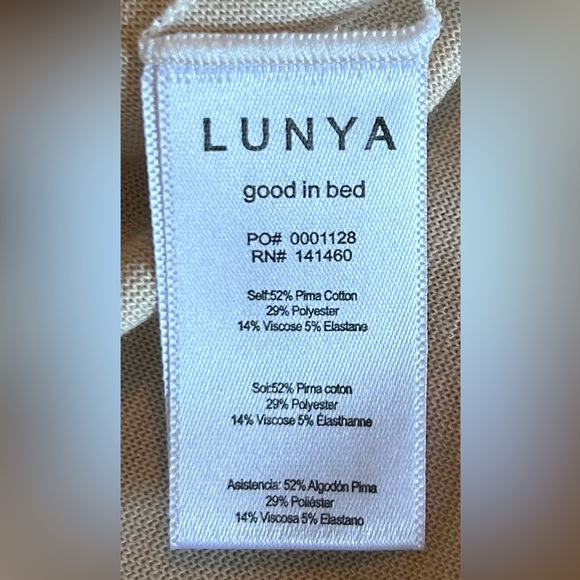 LUNYA
good in bed
PO# 0001128
RN# 141460
Self:52% Pima Cotton
29% Polyester
14% Viscose 5% Elastane
Soi:52% Pima coton
29% Polyester
14% Viscose 5% Élasthanne
Asistencia: 52% Algodón Pima
29% Poliéster
14% Viscosa 5% Elastano